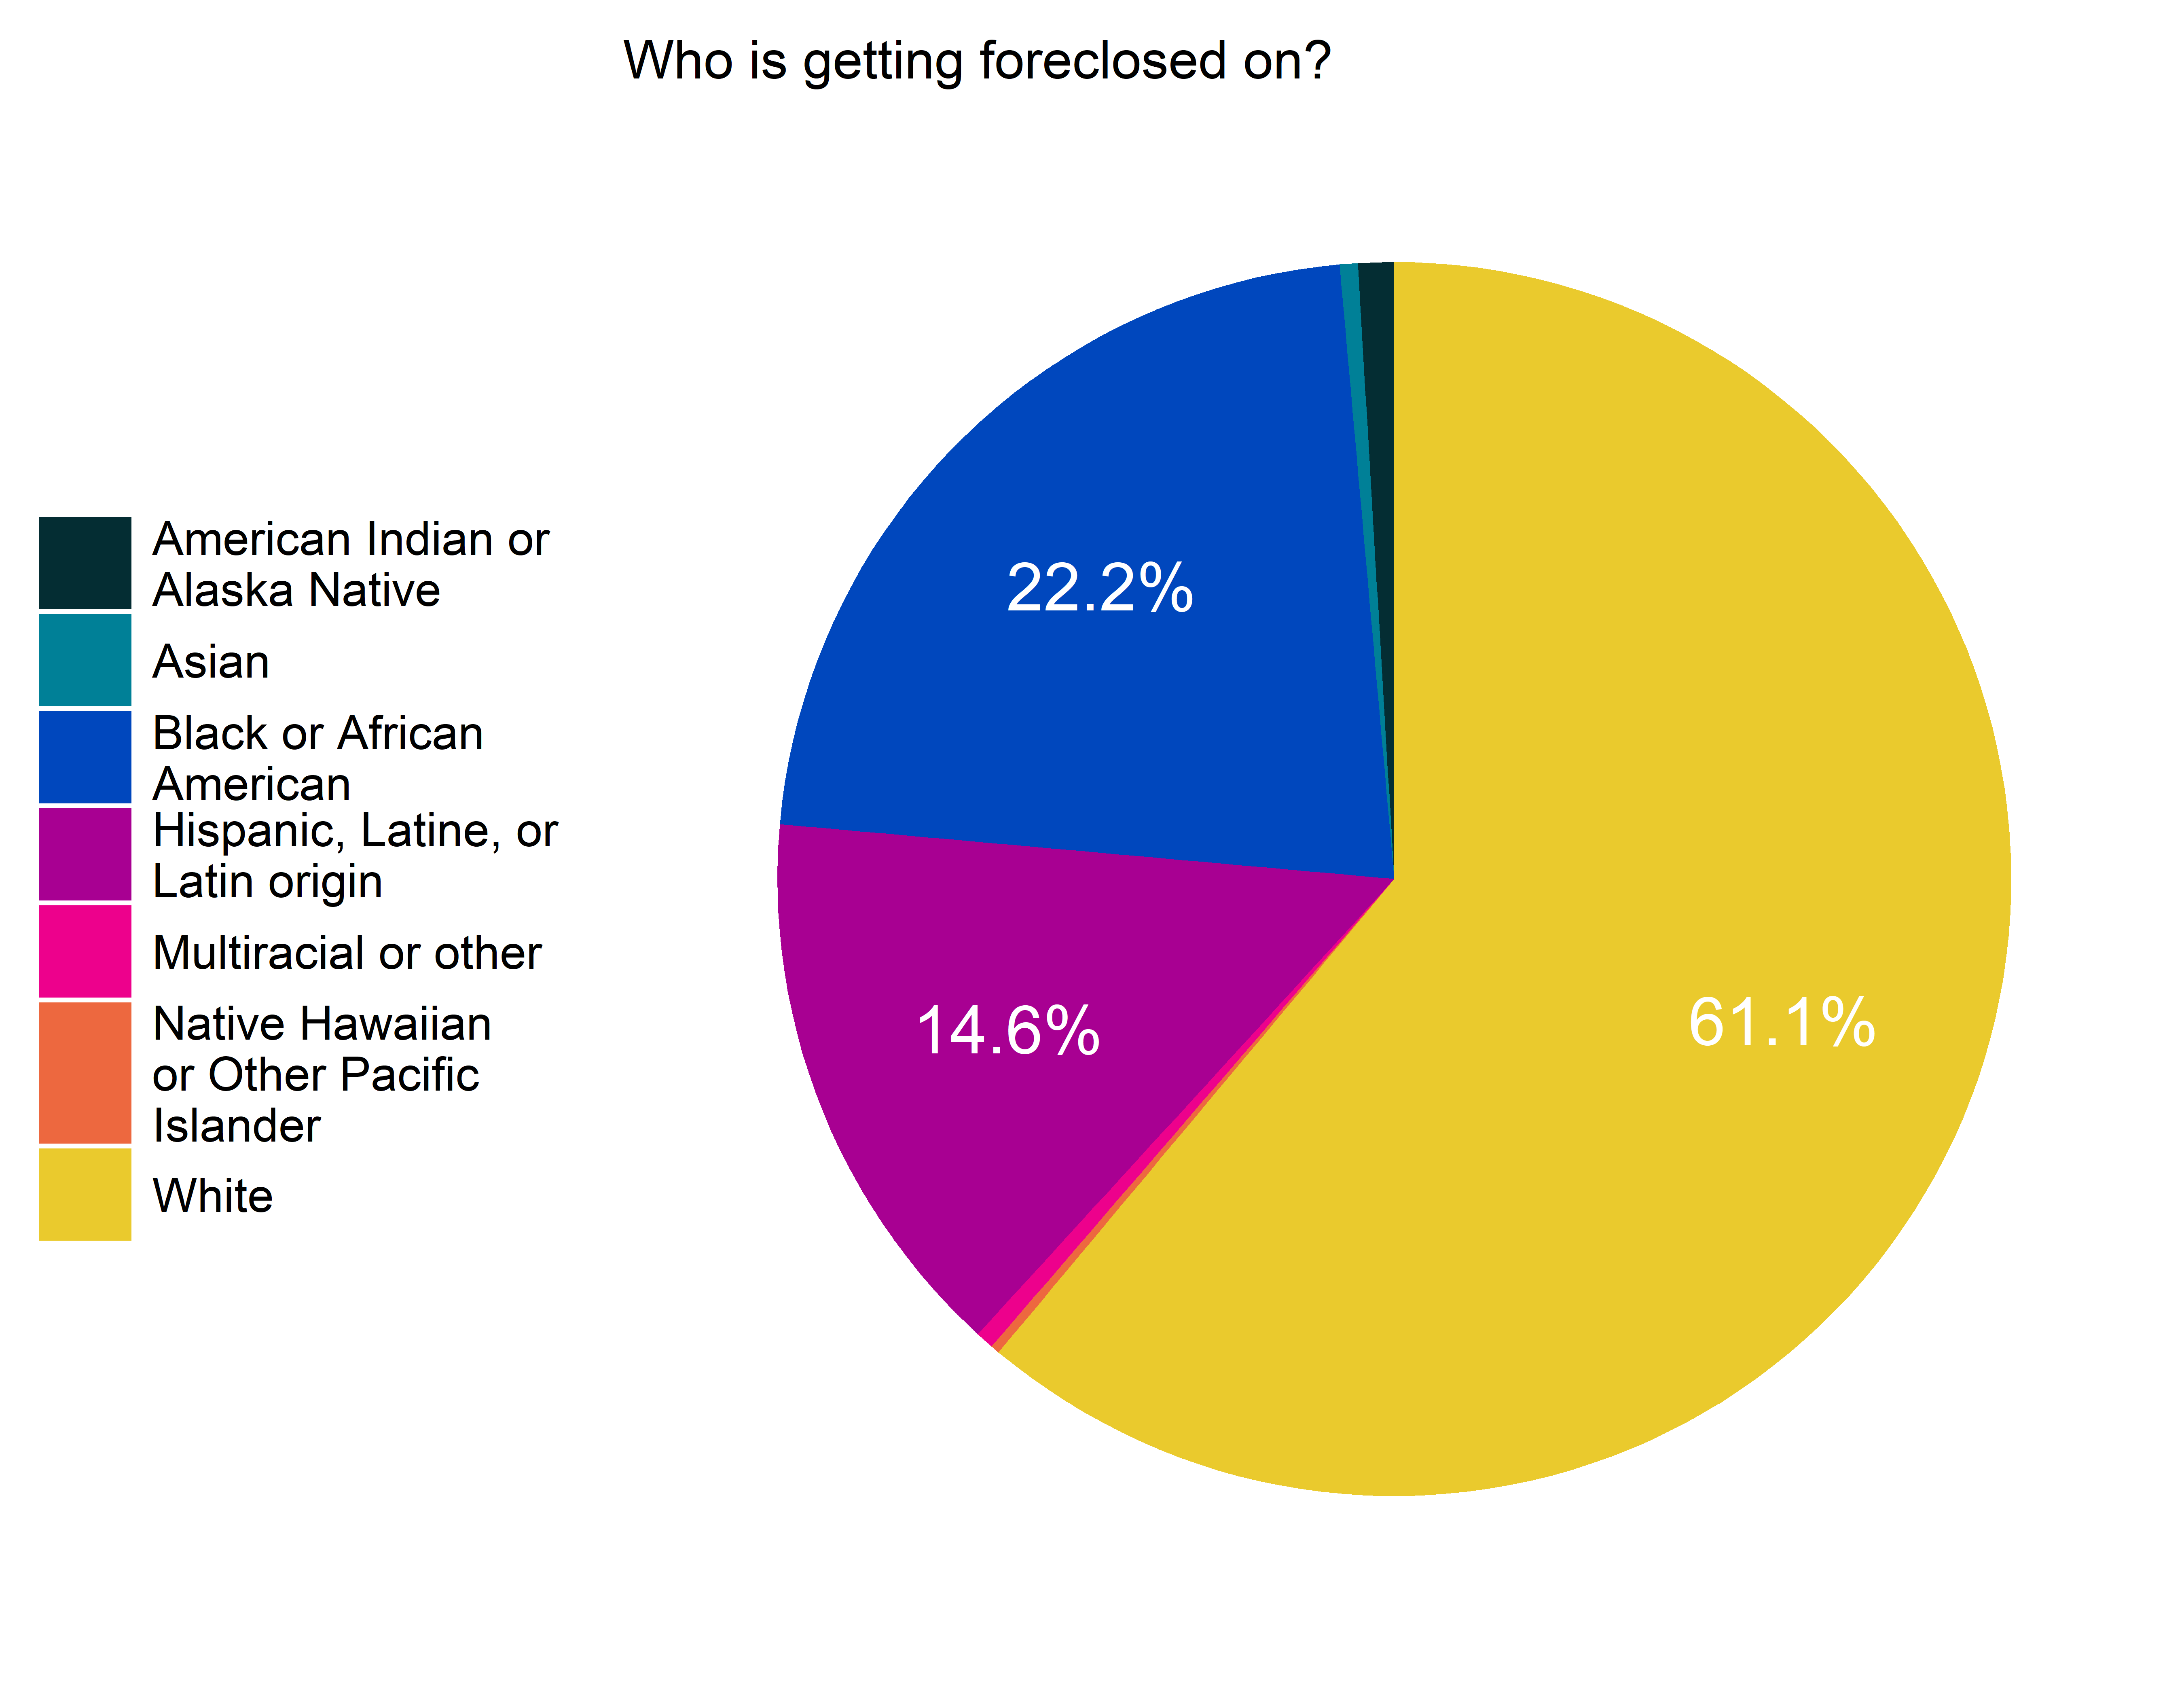 Who is getting foreclosed on?
American Indian or
Alaska Native
Asian
Black or African
American
Hispanic, Latine, or
Latin origin
Multiracial or other
Native Hawaiian
or Other Pacific
Islander
White
22.2%
14.6%
61.1%